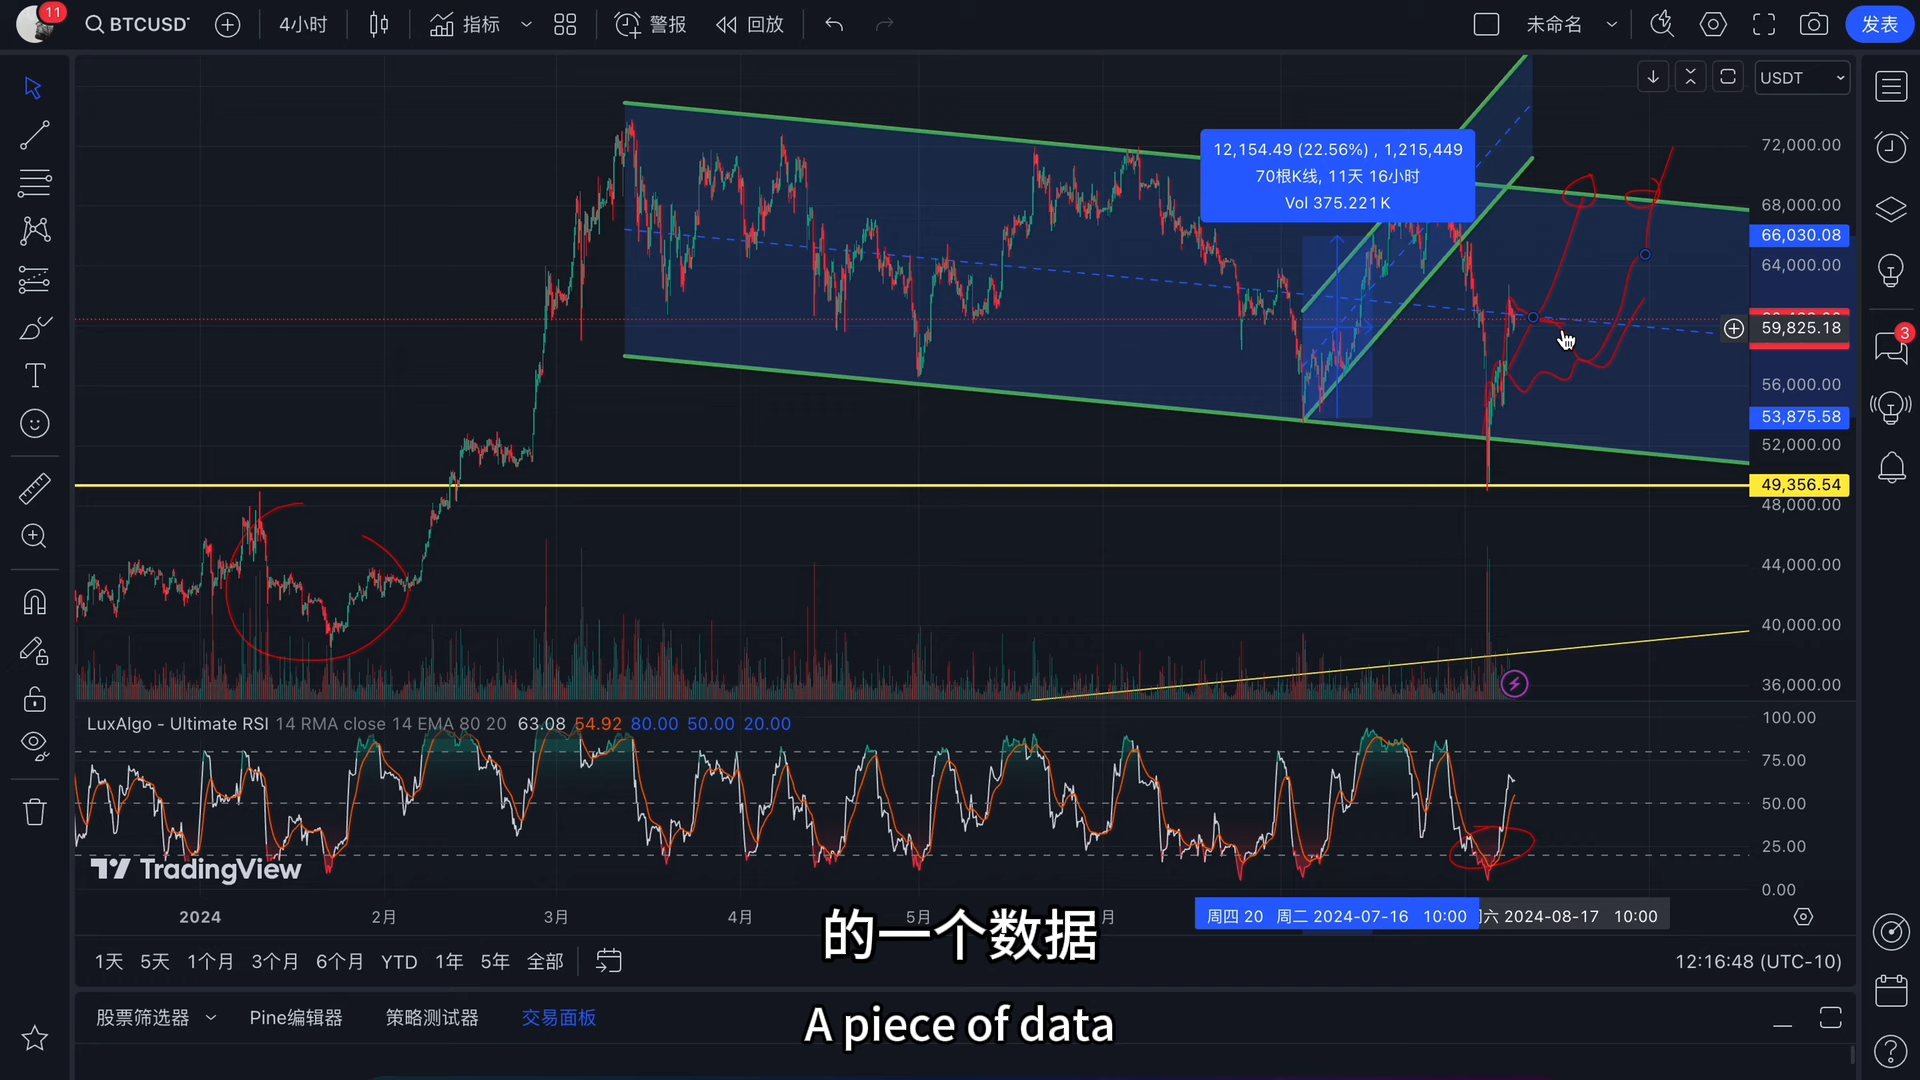 11
BTCUSDT
4小时
指标
警报
回放
未命名
发表
USDT
12,154.49 (22.56%) , 1,215,449
70根K线, 11天 16小时
Vol 375.221K
72,000.00
68,000.00
66,030.08
64,000.00
59,825.18
56,000.00
53,875.58
52,000.00
49,356.54
48,000.00
44,000.00
40,000.00
36,000.00
3
LuxAlgo - Ultimate RSI 14 RMA close 14 EMA 80 20 63.08 54.92 80.00 50.00 20.00
100.00
75.00
50.00
25.00
0.00
TradingView
2024 2月 3月 4月 5月 月
周四 20 周二 2024-07-16 10:00 六 2024-08-17 10:00
的一个数据
1天 5天 1个月 3个月 6个月 YTD 1年 5年 全部
12:16:48 (UTC-10)
股票筛选器 Pine编辑器 策略测试器 交易面板
A piece of data